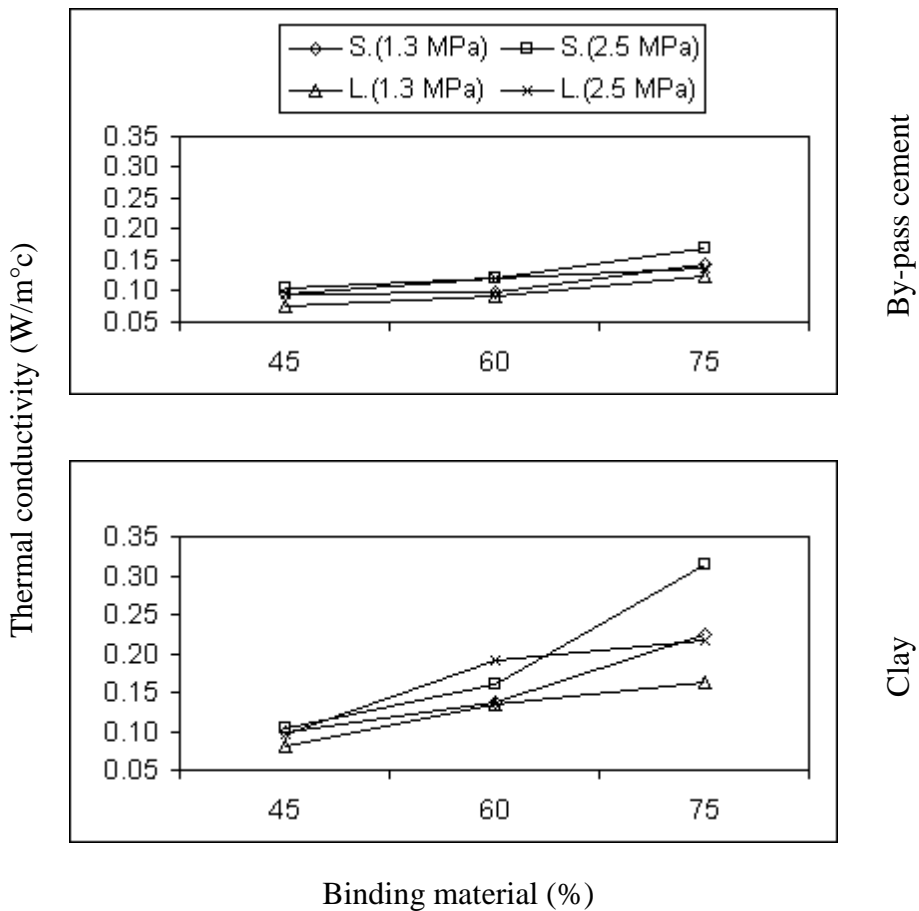 S.(1.3 MPa) S.(2.5 MPa)
L.(1.3 MPa) L.(2.5 MPa)
0.35
0.30
0.25
0.20
0.15
0.10
0.05
45 60 75
By-pass cement
Thermal conductivity (W/m°c)
0.35
0.30
0.25
0.20
0.15
0.10
0.05
45 60 75
Clay
Binding material (%)